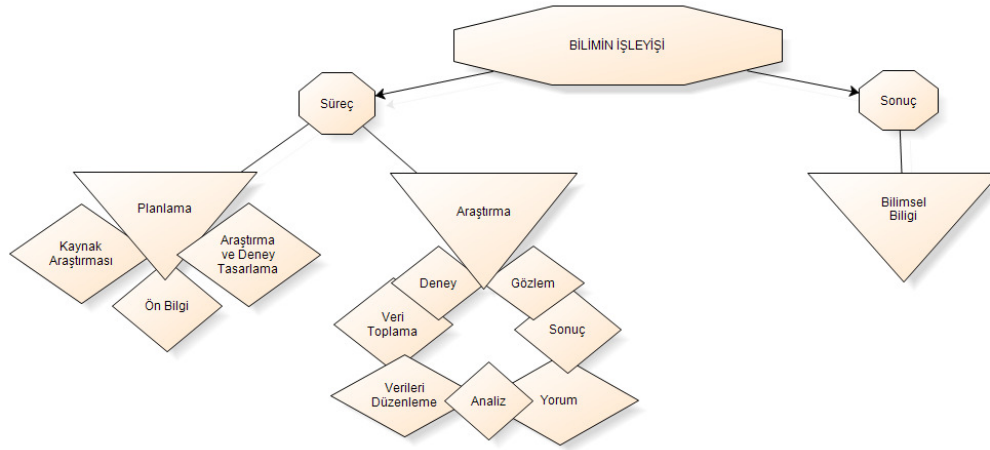 BİLİMİN İŞLEYİŞİ
Süreç
Sonuç
Planlama
Kaynak
Araştırması
Araştırma
ve Deney
Tasarlama
Ön Bilgi
Araştırma
Deney
Gözlem
Veri
Toplama
Sonuç
Verileri
Düzenleme
Analiz
Yorum
Bilimsel
Biligi